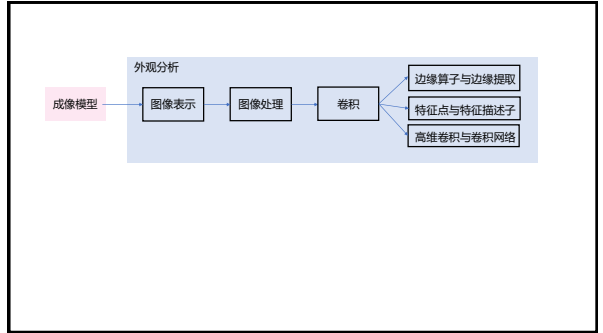 外观分析
成像模型
图像表示
图像处理
卷积
边缘算子与边缘提取
特征点与特征描述子
高维卷积与卷积网络